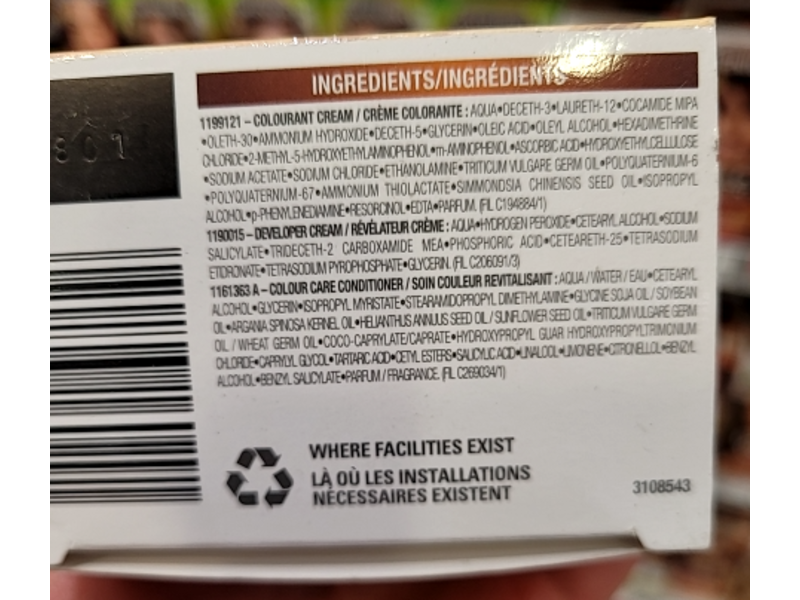 INGREDIENTS/INGRÉDIENTS
1199121 – COLOURANT CREAM / CRÈME COLORANTE : AQUA•DECETH-3•LAURETH-12•COCAMIDE MIPA
•OLETH-30•AMMONIUM HYDROXIDE•DECETH-5•GLYCERIN•OLEIC ACID•OLEYL ALCOHOL•HEXADIMETHRINE
CHLORIDE•2-METHYL-5-HYDROXYETHYLAMINOPHENOL•m-AMINOPHENOL•ASCORBIC ACID•HYDROXYETHYLCELLULOSE
•SODIUM ACETATE•SODIUM CHLORIDE•ETHANOLAMINE•TRITICUM VULGARE GERM OIL•POLYQUATERNIUM-6
•POLYQUATERNIUM-67•AMMONIUM THIOLACTATE•SIMMONDSIA CHINENSIS SEED OIL•ISOPROPYL
ALCOHOL•p-PHENYLENEDIAMINE•RESORCINOL•EDTA•PARFUM. (FIL C194884/1)
1190015 – DEVELOPER CREAM / RÉVÉLATEUR CRÈME : AQUA•HYDROGEN PEROXIDE•CETEARYL ALCOHOL•SODIUM
SALICYLATE•TRIDECETH-2 CARBOXAMIDE MEA•PHOSPHORIC ACID•CETEARETH-25•TETRASODIUM
ETIDRONATE•TETRASODIUM PYROPHOSPHATE•GLYCERIN. (FIL C206091/3)
1161363 A – COLOUR CARE CONDITIONER / SOIN COULEUR REVITALISANT : AQUA / WATER / EAU•CETEARYL
ALCOHOL•GLYCERIN•ISOPROPYL MYRISTATE•STEARAMIDOPROPYL DIMETHYLAMINE•GLYCINE SOJA OIL / SOYBEAN
OIL•ARGANIA SPINOSA KERNEL OIL•HELIANTHUS ANNUUS SEED OIL / SUNFLOWER SEED OIL•TRITICUM VULGARE GERM
OIL / WHEAT GERM OIL•COCO-CAPRYLATE/CAPRATE•HYDROXYPROPYL GUAR HYDROXYPROPYLTRIMONIUM
CHLORIDE•CAPRYLYL GLYCOL•TARTARIC ACID•CETYL ESTERS•SALICYLIC ACID•LINALOOL•LIMONENE•CITRONELLOL•BENZYL
ALCOHOL•BENZYL SALICYLATE•PARFUM / FRAGRANCE. (FIL C269034/1)
WHERE FACILITIES EXIST
LÀ OÙ LES INSTALLATIONS
NÉCESSAIRES EXISTENT
3108543